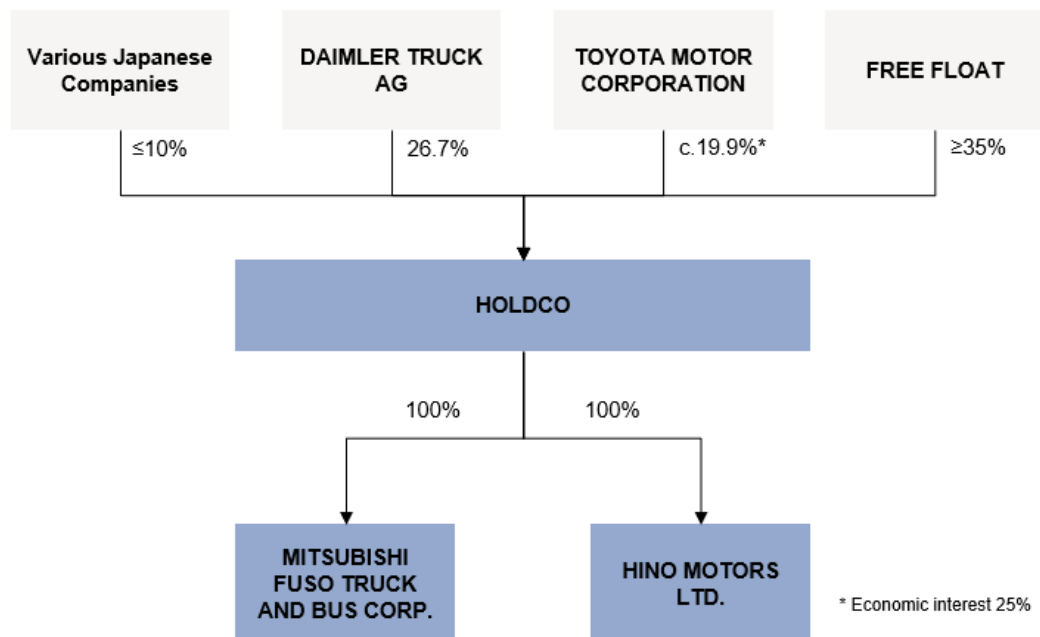 Various Japanese
Companies
DAIMLER TRUCK
AG
TOYOTA MOTOR
CORPORATION
FREE FLOAT
≤10%
26.7%
c.19.9%*
≥35%
HOLDCO
100%
100%
MITSUBISHI
FUSO TRUCK
AND BUS CORP.
HINO MOTORS
LTD.
* Economic interest 25%